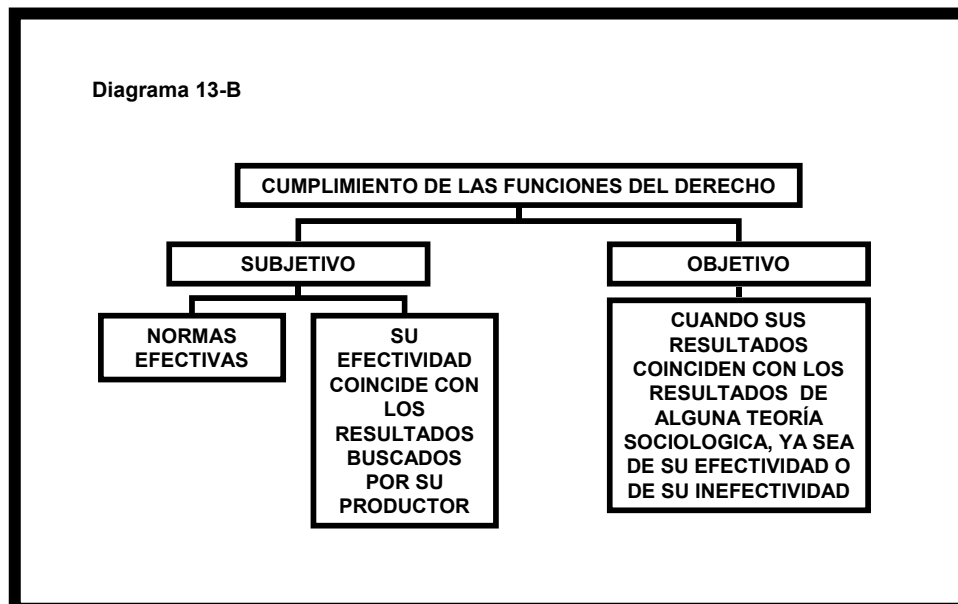 Diagrama 13-B
CUMPLIMIENTO DE LAS FUNCIONES DEL DERECHO
SUBJETIVO
OBJETIVO
NORMAS
EFECTIVAS
SU
EFECTIVIDAD
COINCIDE CON
LOS
RESULTADOS
BUSCADOS
POR SU
PRODUCTOR
CUANDO SUS
RESULTADOS
COINCIDEN CON LOS
RESULTADOS DE
ALGUNA TEORÍA
SOCIOLOGICA, YA SEA
DE SU EFECTIVIDAD O
DE SU INEFECTIVIDAD